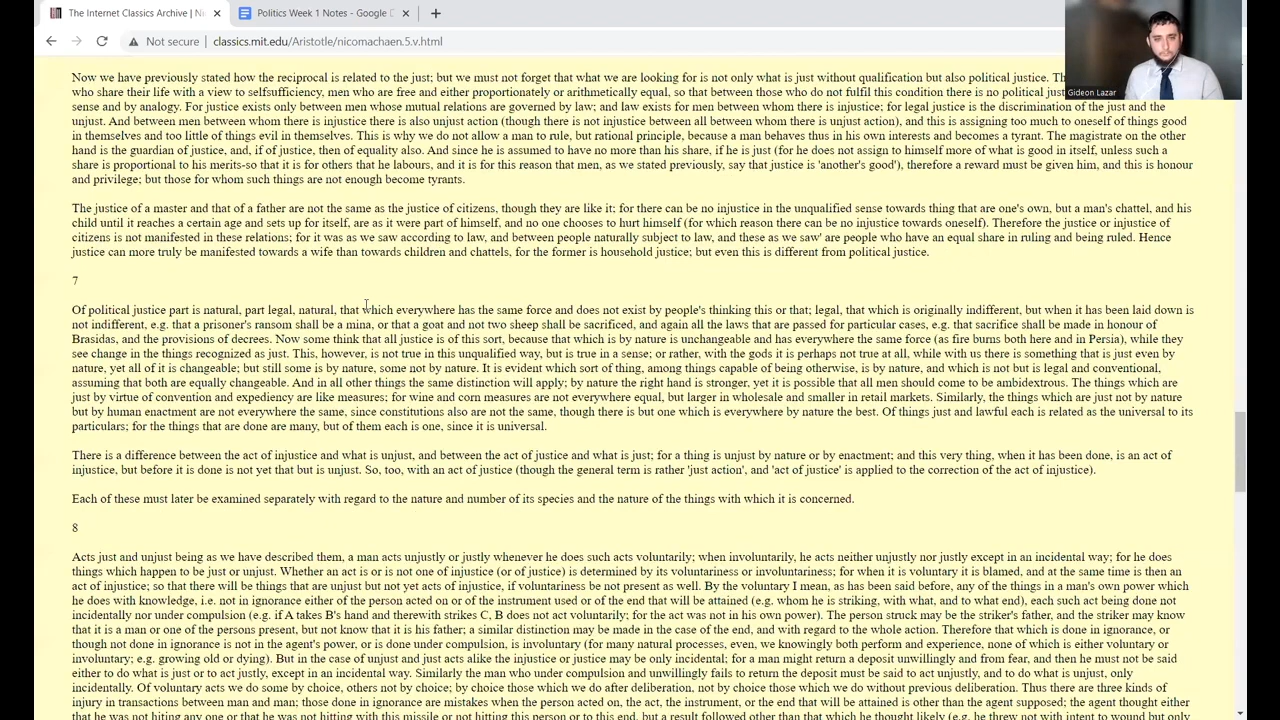 The Internet Classics Archive | Ni
Politics Week 1 Notes - Google D
Not secure | classics.mit.edu/Aristotle/nicomachaen.5.v.html
Gideon Lazar
Now we have previously stated how the reciprocal is related to the just; but we must not forget that what we are looking for is not only what is just without qualification but also political justice.
who share their life with a view to selfsufficiency, men who are free and either proportionately or arithmetically equal, so that between those who do not fulfil this condition there is no political
sense and by analogy. For justice exists only between men whose mutual relations are governed by law; and law exists for men between whom there is injustice; for legal justice is the discrimination of the just and the
unjust. And between men between whom there is injustice there is also unjust action (though there is not injustice between all between whom there is unjust action), and this is assigning too much to oneself of things good
in themselves and too little of things evil in themselves. This is why we do not allow a man to rule, but rational principle, because a man behaves thus in his own interests and becomes a tyrant. The magistrate on the other
hand is the guardian of justice, and, if of justice, then of equality also. And since he is assumed to have no more than his share, if he is just (for he does not assign to himself more of what is good in itself, unless such a
share is proportional to his merits-so that it is for others that he labours, and it is for this reason that men, as we stated previously, say that justice is 'another's good'), therefore a reward must be given him, and this is honour
and privilege; but those for whom such things are not enough become tyrants.
The justice of a master and that of a father are not the same as the justice of citizens, though they are like it; for there can be no injustice in the unqualified sense towards thing that are one's own, but a man's chattel, and his
child until it reaches a certain age and sets up for itself, are as it were part of himself, and no one chooses to hurt himself (for which reason there can be no injustice towards oneself). Therefore the justice or injustice of
citizens is not manifested in these relations; for it was as we saw according to law, and between people naturally subject to law, and these as we saw' are people who have an equal share in ruling and being ruled. Hence
justice can more truly be manifested towards a wife than towards children and chattels, for the former is household justice; but even this is different from political justice.
7
Of political justice part is natural, part legal, natural, that which everywhere has the same force and does not exist by people's thinking this or that; legal, that which is originally indifferent, but when it has been laid down is
not indifferent, e.g. that a prisoner's ransom shall be a mina, or that a goat and not two sheep shall be sacrificed, and again all the laws that are passed for particular cases, e.g. that sacrifice shall be made in honour of
Brasidas, and the provisions of decrees. Now some think that all justice is of this sort, because that which is by nature is unchangeable and has everywhere the same force (as fire burns both here and in Persia), while they
see change in the things recognized as just. This, however, is not true in this unqualified way, but is true in a sense; or rather, with the gods it is perhaps not true at all, while with us there is something that is just even by
nature, yet all of it is changeable; but still some is by nature, some not by nature. It is evident which sort of thing, among things capable of being otherwise, is by nature, and which is not but is legal and conventional,
assuming that both are equally changeable. And in all other things the same distinction will apply; by nature the right hand is stronger, yet it is possible that all men should come to be ambidextrous. The things which are
just by virtue of convention and expediency are like measures; for wine and corn measures are not everywhere equal, but larger in wholesale and smaller in retail markets. Similarly, the things which are just not by nature
but by human enactment are not everywhere the same, since constitutions also are not the same, though there is but one which is everywhere by nature the best. Of things just and lawful each is related as the universal to its
particulars; for the things that are done are many, but of them each is one, since it is universal.
There is a difference between the act of injustice and what is unjust, and between the act of justice and what is just; for a thing is unjust by nature or by enactment; and this very thing, when it has been done, is an act of
injustice, but before it is done is not yet that but is unjust. So, too, with an act of justice (though the general term is rather 'just action', and 'act of justice' is applied to the correction of the act of injustice).
Each of these must later be examined separately with regard to the nature and number of its species and the nature of the things with which it is concerned.
8
Acts just and unjust being as we have described them, a man acts unjustly or justly whenever he does such acts voluntarily; when involuntarily, he acts neither unjustly nor justly except in an incidental way; for he does
things which happen to be just or unjust. Whether an act is or is not one of injustice (or of justice) is determined by its voluntariness or involuntariness; for when it is voluntary it is blamed, and at the same time is then an
act of injustice; so that there will be things that are unjust but not yet acts of injustice, if voluntariness be not present as well. By the voluntary I mean, as has been said before, any of the things in a man's own power which
he does with knowledge, i.e. not in ignorance either of the person acted on or of the instrument used or of the end that will be attained (e.g. whom he is striking, with what, and to what end), each such act being done not
incidentally nor under compulsion (e.g. if A takes B's hand and therewith strikes C, B does not act voluntarily; for the act was not in his own power). The person struck may be the striker's father, and the striker may know
that it is a man or one of the persons present, but not know that it is his father; a similar distinction may be made in the case of the end, and with regard to the whole action. Therefore that which is done in ignorance, or
though not done in ignorance is not in the agent's power, or is done under compulsion, is involuntary (for many natural processes, even, we knowingly both perform and experience, none of which is either voluntary or
involuntary; e.g. growing old or dying). But in the case of unjust and just acts alike the injustice or justice may be only incidental; for a man might return a deposit unwillingly and from fear, and then he must not be said
either to do what is just or to act justly, except in an incidental way. Similarly the man who under compulsion and unwillingly fails to return the deposit must be said to act unjustly, and to do what is unjust, only
incidentally. Of voluntary acts we do some by choice, others not by choice; by choice those which we do after deliberation, not by choice those which we do without previous deliberation. Thus there are three kinds of
injury in transactions between man and man; those done in ignorance are mistakes when the person acted on, the act, the instrument, or the end that will be attained is other than the agent supposed; the agent thought either
that he was not hitting any one or that he was not hitting with this missile or not hitting this person or to this end, but a result followed other than that which he thought likely (e.g. he threw not with intent to wound but only